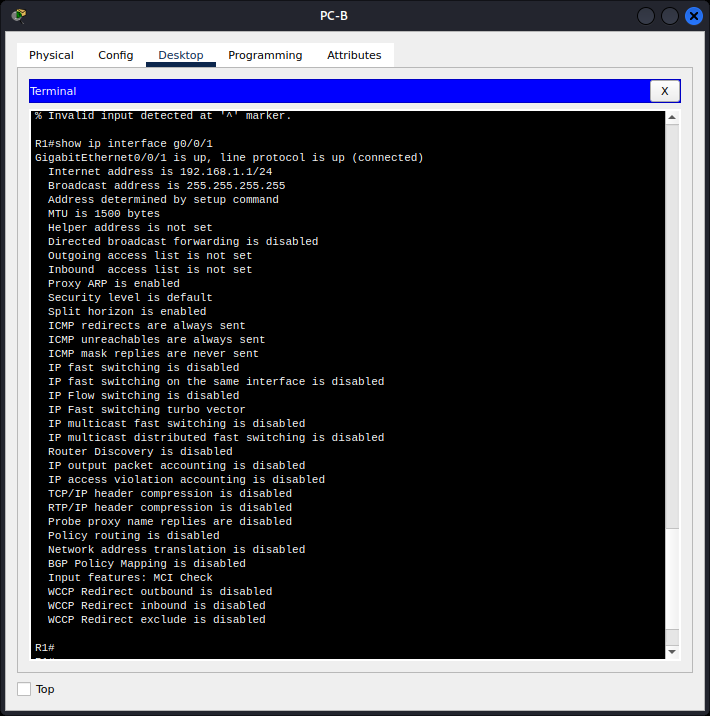 PC-B
Physical Config Desktop Programming Attributes
Terminal X
% Invalid input detected at '^' marker.
R1#show ip interface g0/0/1
GigabitEthernet0/0/1 is up, line protocol is up (connected)
Internet address is 192.168.1.1/24
Broadcast address is 255.255.255.255
Address determined by setup command
MTU is 1500 bytes
Helper address is not set
Directed broadcast forwarding is disabled
Outgoing access list is not set
Inbound  access list is not set
Proxy ARP is enabled
Security level is default
Split horizon is enabled
ICMP redirects are always sent
ICMP unreachables are always sent
ICMP mask replies are never sent
IP fast switching is disabled
IP fast switching on the same interface is disabled
IP Flow switching is disabled
IP Fast switching turbo vector
IP multicast fast switching is disabled
IP multicast distributed fast switching is disabled
Router Discovery is disabled
IP output packet accounting is disabled
IP access violation accounting is disabled
TCP/IP header compression is disabled
RTP/IP header compression is disabled
Probe proxy name replies are disabled
Policy routing is disabled
Network address translation is disabled
BGP Policy Mapping is disabled
Input features: MCI Check
WCCP Redirect outbound is disabled
WCCP Redirect inbound is disabled
WCCP Redirect exclude is disabled
R1#
Top